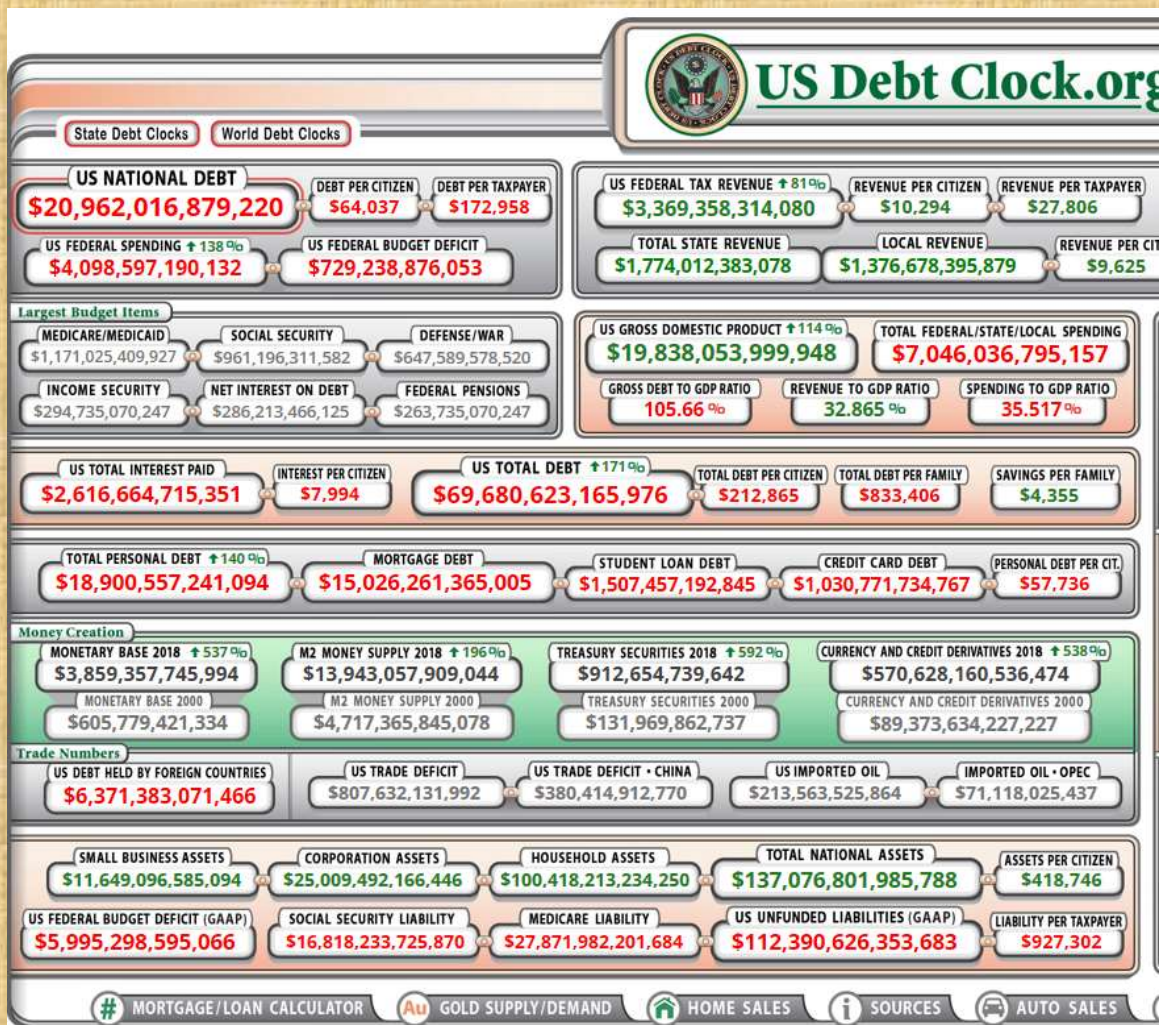 US Debt Clock.org
State Debt Clocks World Debt Clocks
US NATIONAL DEBT DEBT PER CITIZEN DEBT PER TAXPAYER
$20,962,016,879,220 $64,037 $172,958
US FEDERAL SPENDING ↑138% US FEDERAL BUDGET DEFICIT
$4,098,597,190,132 $729,238,876,053
US FEDERAL TAX REVENUE ↑81% REVENUE PER CITIZEN REVENUE PER TAXPAYER
$3,369,358,314,080 $10,294 $27,806
TOTAL STATE REVENUE LOCAL REVENUE REVENUE PER CIT
$1,774,012,383,078 $1,376,678,395,879 $9,625
Largest Budget Items
MEDICARE/MEDICAID SOCIAL SECURITY DEFENSE/WAR
$1,171,025,409,927 $961,196,311,582 $647,589,578,520
INCOME SECURITY NET INTEREST ON DEBT FEDERAL PENSIONS
$294,735,070,247 $286,213,466,125 $263,735,070,247
US GROSS DOMESTIC PRODUCT ↑114% TOTAL FEDERAL/STATE/LOCAL SPENDING
$19,838,053,999,948 $7,046,036,795,157
GROSS DEBT TO GDP RATIO REVENUE TO GDP RATIO SPENDING TO GDP RATIO
105.66% 32.865% 35.517%
US TOTAL INTEREST PAID INTEREST PER CITIZEN US TOTAL DEBT ↑171% TOTAL DEBT PER CITIZEN TOTAL DEBT PER FAMILY SAVINGS PER FAMILY
$2,616,664,715,351 $7,994 $69,680,623,165,976 $212,865 $833,406 $4,355
TOTAL PERSONAL DEBT ↑140% MORTGAGE DEBT STUDENT LOAN DEBT CREDIT CARD DEBT PERSONAL DEBT PER CIT.
$18,900,557,241,094 $15,026,261,365,005 $1,507,457,192,845 $1,030,771,734,767 $57,736
Money Creation
MONETARY BASE 2018 ↑537% M2 MONEY SUPPLY 2018 ↑196% TREASURY SECURITIES 2018 ↑592% CURRENCY AND CREDIT DERIVATIVES 2018 ↑538%
$3,859,357,745,994 $13,943,057,909,044 $912,654,739,642 $570,628,160,536,474
MONETARY BASE 2000 M2 MONEY SUPPLY 2000 TREASURY SECURITIES 2000 CURRENCY AND CREDIT DERIVATIVES 2000
$605,779,421,334 $4,717,365,845,078 $131,969,862,737 $89,373,634,227,227
Trade Numbers
US DEBT HELD BY FOREIGN COUNTRIES US TRADE DEFICIT US TRADE DEFICIT • CHINA US IMPORTED OIL IMPORTED OIL • OPEC
$6,371,383,071,466 $807,632,131,992 $380,414,912,770 $213,563,525,864 $71,118,025,437
SMALL BUSINESS ASSETS CORPORATION ASSETS HOUSEHOLD ASSETS TOTAL NATIONAL ASSETS ASSETS PER CITIZEN
$11,649,096,585,094 $25,009,492,166,446 $100,418,213,234,250 $137,076,801,985,788 $418,746
US FEDERAL BUDGET DEFICIT (GAAP) SOCIAL SECURITY LIABILITY MEDICARE LIABILITY US UNFUNDED LIABILITIES (GAAP) LIABILITY PER TAXPAYER
$5,995,298,595,066 $16,818,233,725,870 $27,871,982,201,684 $112,390,626,353,683 $927,302
# MORTGAGE/LOAN CALCULATOR Au GOLD SUPPLY/DEMAND HOME SALES i SOURCES AUTO SALES